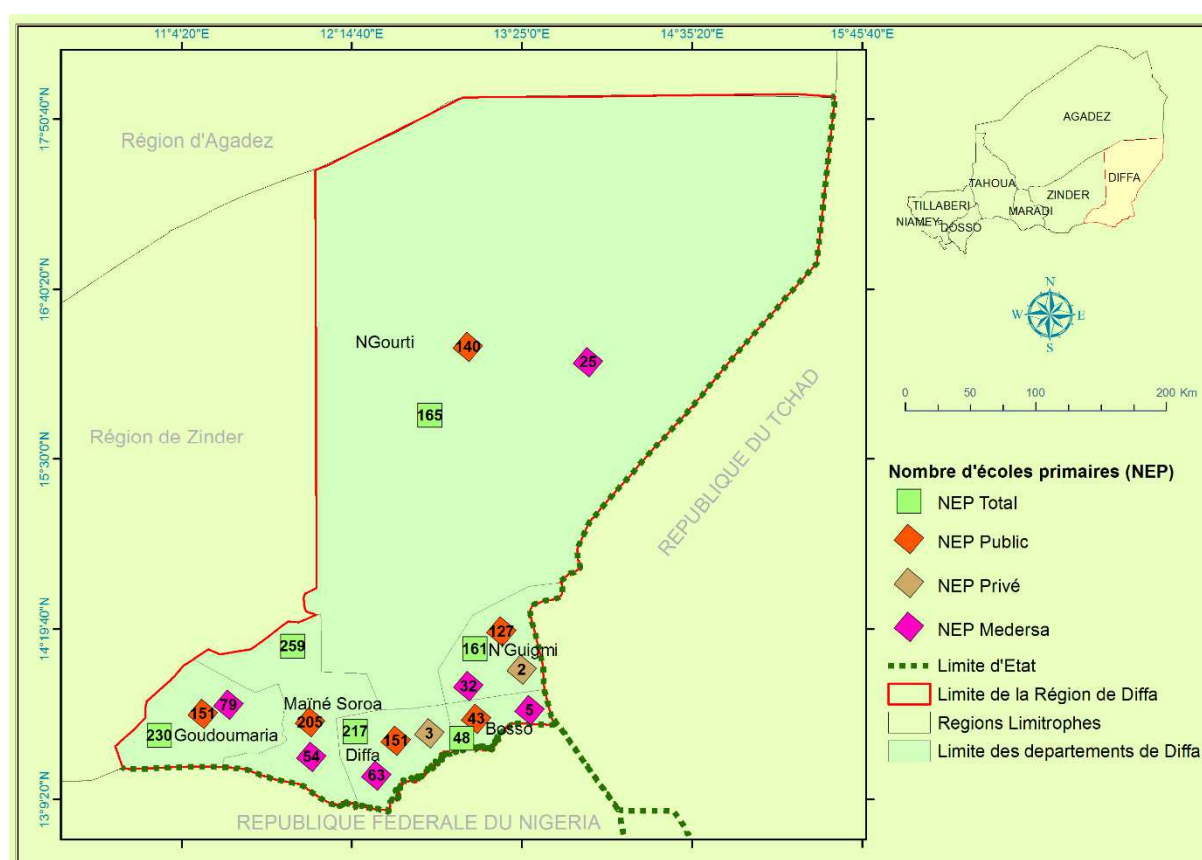 11°4'20"E
12°14'40"E
13°25'0"E
14°35'20"E
15°45'40"E
17°50'40"N
16°40'20"N
15°30'0"N
14°19'40"N
13°9'20"N
Région d'Agadez
Région de Zinder
REPUBLIQUE DU TCHAD
REPUBLIQUE FEDERALE DU NIGERIA
NGourti
140
25
165
127
161
N'Guigmi
2
32
259
79
151
Maïné Soroa
205
230
Goudoumaria
54
217
Diffa
151
3
63
43
5
Bosso
48
AGADEZ
DIFFA
TAHOUA
ZINDER
TILLABERI
MARADI
NIAMEY
DOSSO
N
W
E
S
0 50 100 200 Km
Nombre d'écoles primaires (NEP)
NEP Total
NEP Public
NEP Privé
NEP Medersa
Limite d'Etat
Limite de la Région de Diffa
Regions Limitrophes
Limite des departements de Diffa